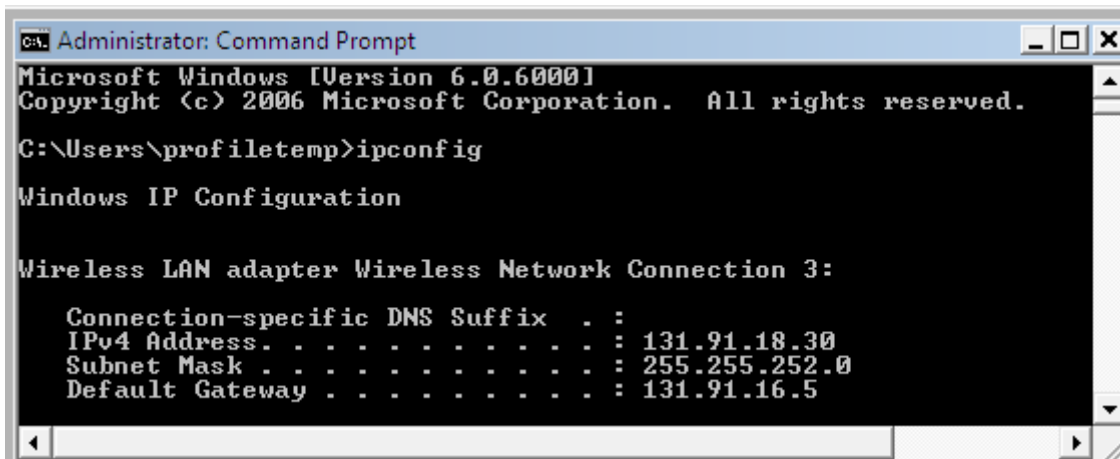 Administrator: Command Prompt
Microsoft Windows [Version 6.0.6000]
Copyright (c) 2006 Microsoft Corporation.  All rights reserved.
C:\Users\profiletemp>ipconfig
Windows IP Configuration
Wireless LAN adapter Wireless Network Connection 3:
   Connection-specific DNS Suffix  . :
   IPv4 Address. . . . . . . . . . . : 131.91.18.30
   Subnet Mask . . . . . . . . . . . : 255.255.252.0
   Default Gateway . . . . . . . . . : 131.91.16.5